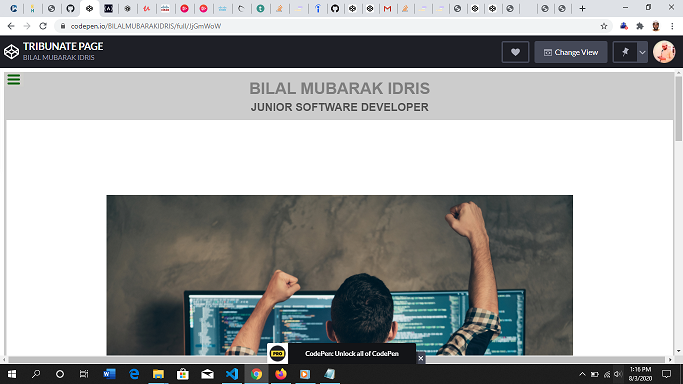 codepen.io/BILALMUBARAKIDRIS/full/JjGmWoW
TRIBUNATE PAGE
BILAL MUBARAK IDRIS
Change View
BILAL MUBARAK IDRIS
JUNIOR SOFTWARE DEVELOPER
PRO
CodePen: Unlock all of CodePen
1:16 PM
8/3/2020